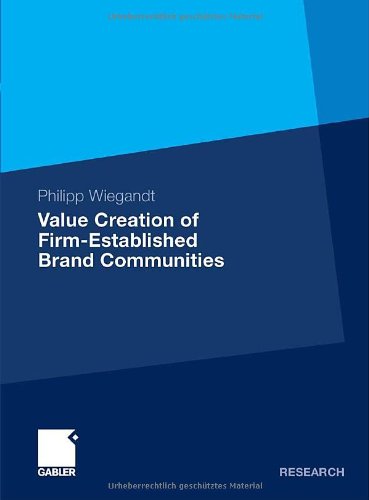 Urheberrechtlich geschütztes Material
Philipp Wiegandt
Value Creation of
Firm-Established
Brand Communities
GABLER
RESEARCH
Urheberrechtlich geschütztes Material